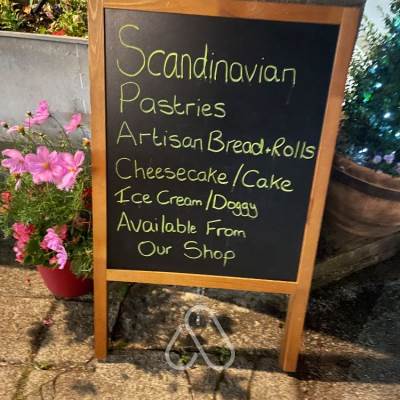 Scandinavian
Pastries
Artisan Bread + Rolls
Cheesecake/Cake
Ice Cream/Doggy
Available From
Our Shop